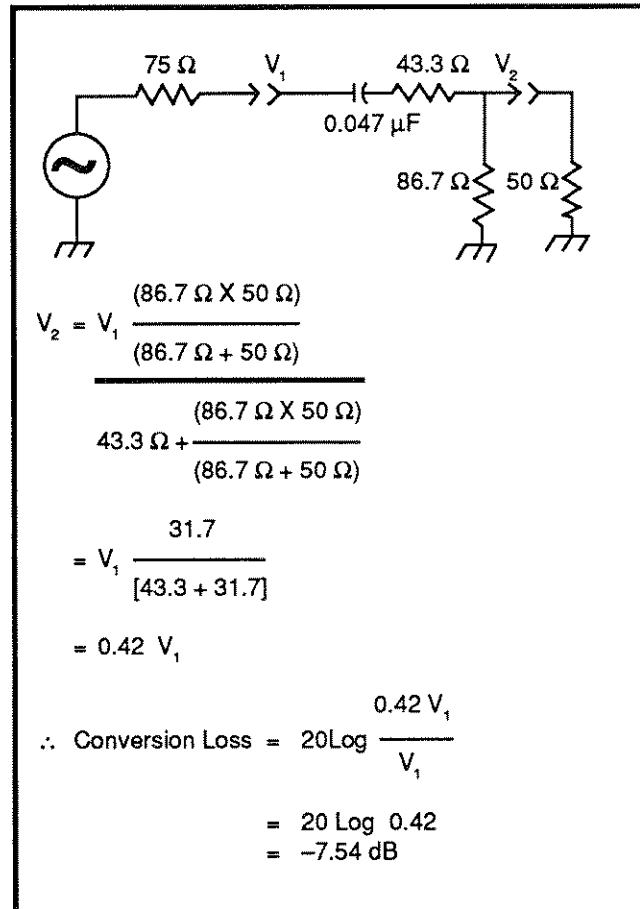 75 Ω V₁ 43.3 Ω V₂
0.047 µF
86.7 Ω 50 Ω
(86.7 Ω X 50 Ω)
V₂ = V₁
(86.7 Ω + 50 Ω)
(86.7 Ω X 50 Ω)
43.3 Ω +
(86.7 Ω + 50 Ω)
31.7
= V₁
[43.3 + 31.7]
= 0.42 V₁
0.42 V₁
∴ Conversion Loss = 20Log
V₁
= 20 Log 0.42
= –7.54 dB